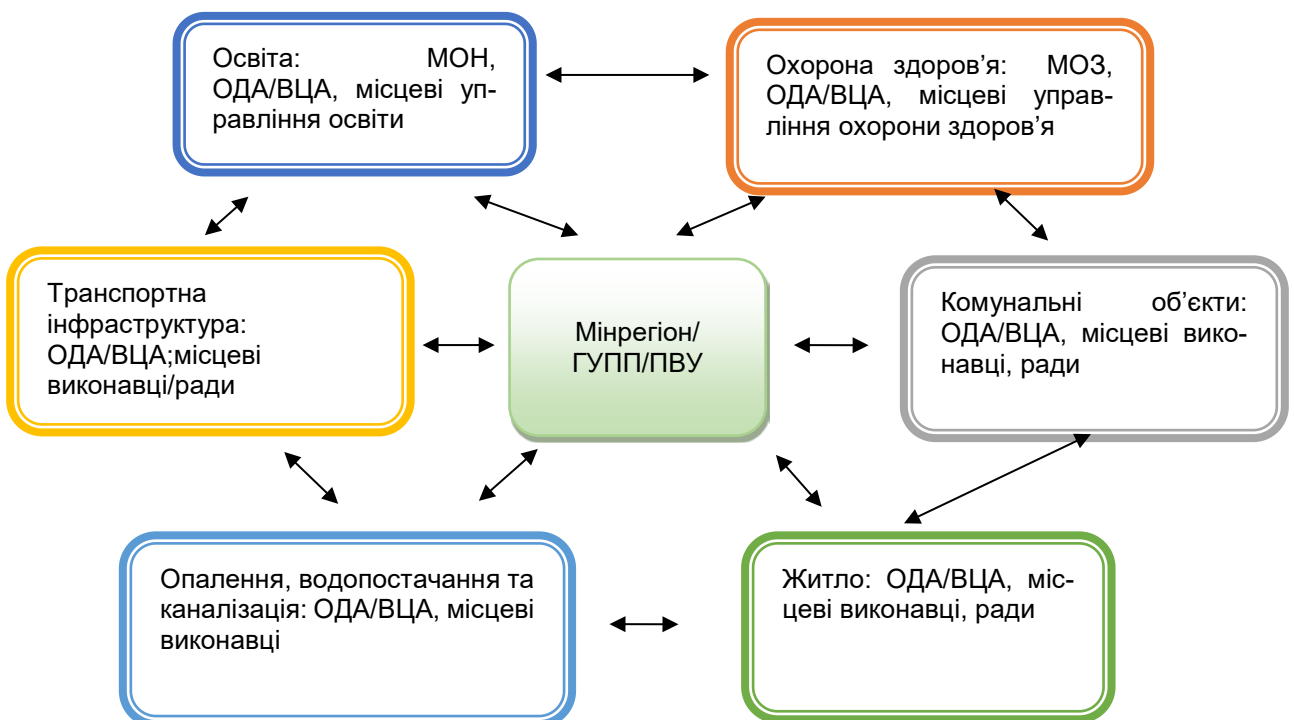 Освіта: МОН,
ОДА/ВЦА, місцеві уп-
равління освіти
Охорона здоров’я: МОЗ,
ОДА/ВЦА, місцеві управ-
ління охорони здоров’я
Транспортна
інфраструктура:
ОДА/ВЦА;місцеві
виконавці/ради
Мінрегіон/
ГУПП/ПВУ
Комунальні об’єкти:
ОДА/ВЦА, місцеві вико-
навці, ради
Опалення, водопостачання та
каналізація: ОДА/ВЦА, місцеві
виконавці
Житло: ОДА/ВЦА, міс-
цеві виконавці, ради